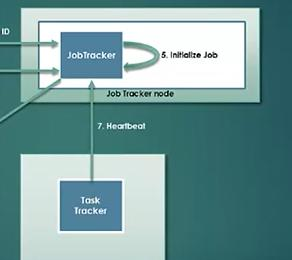 ID
JobTracker
5. Initialize Job
Job Tracker node
7. Heartbeat
Task
Tracker